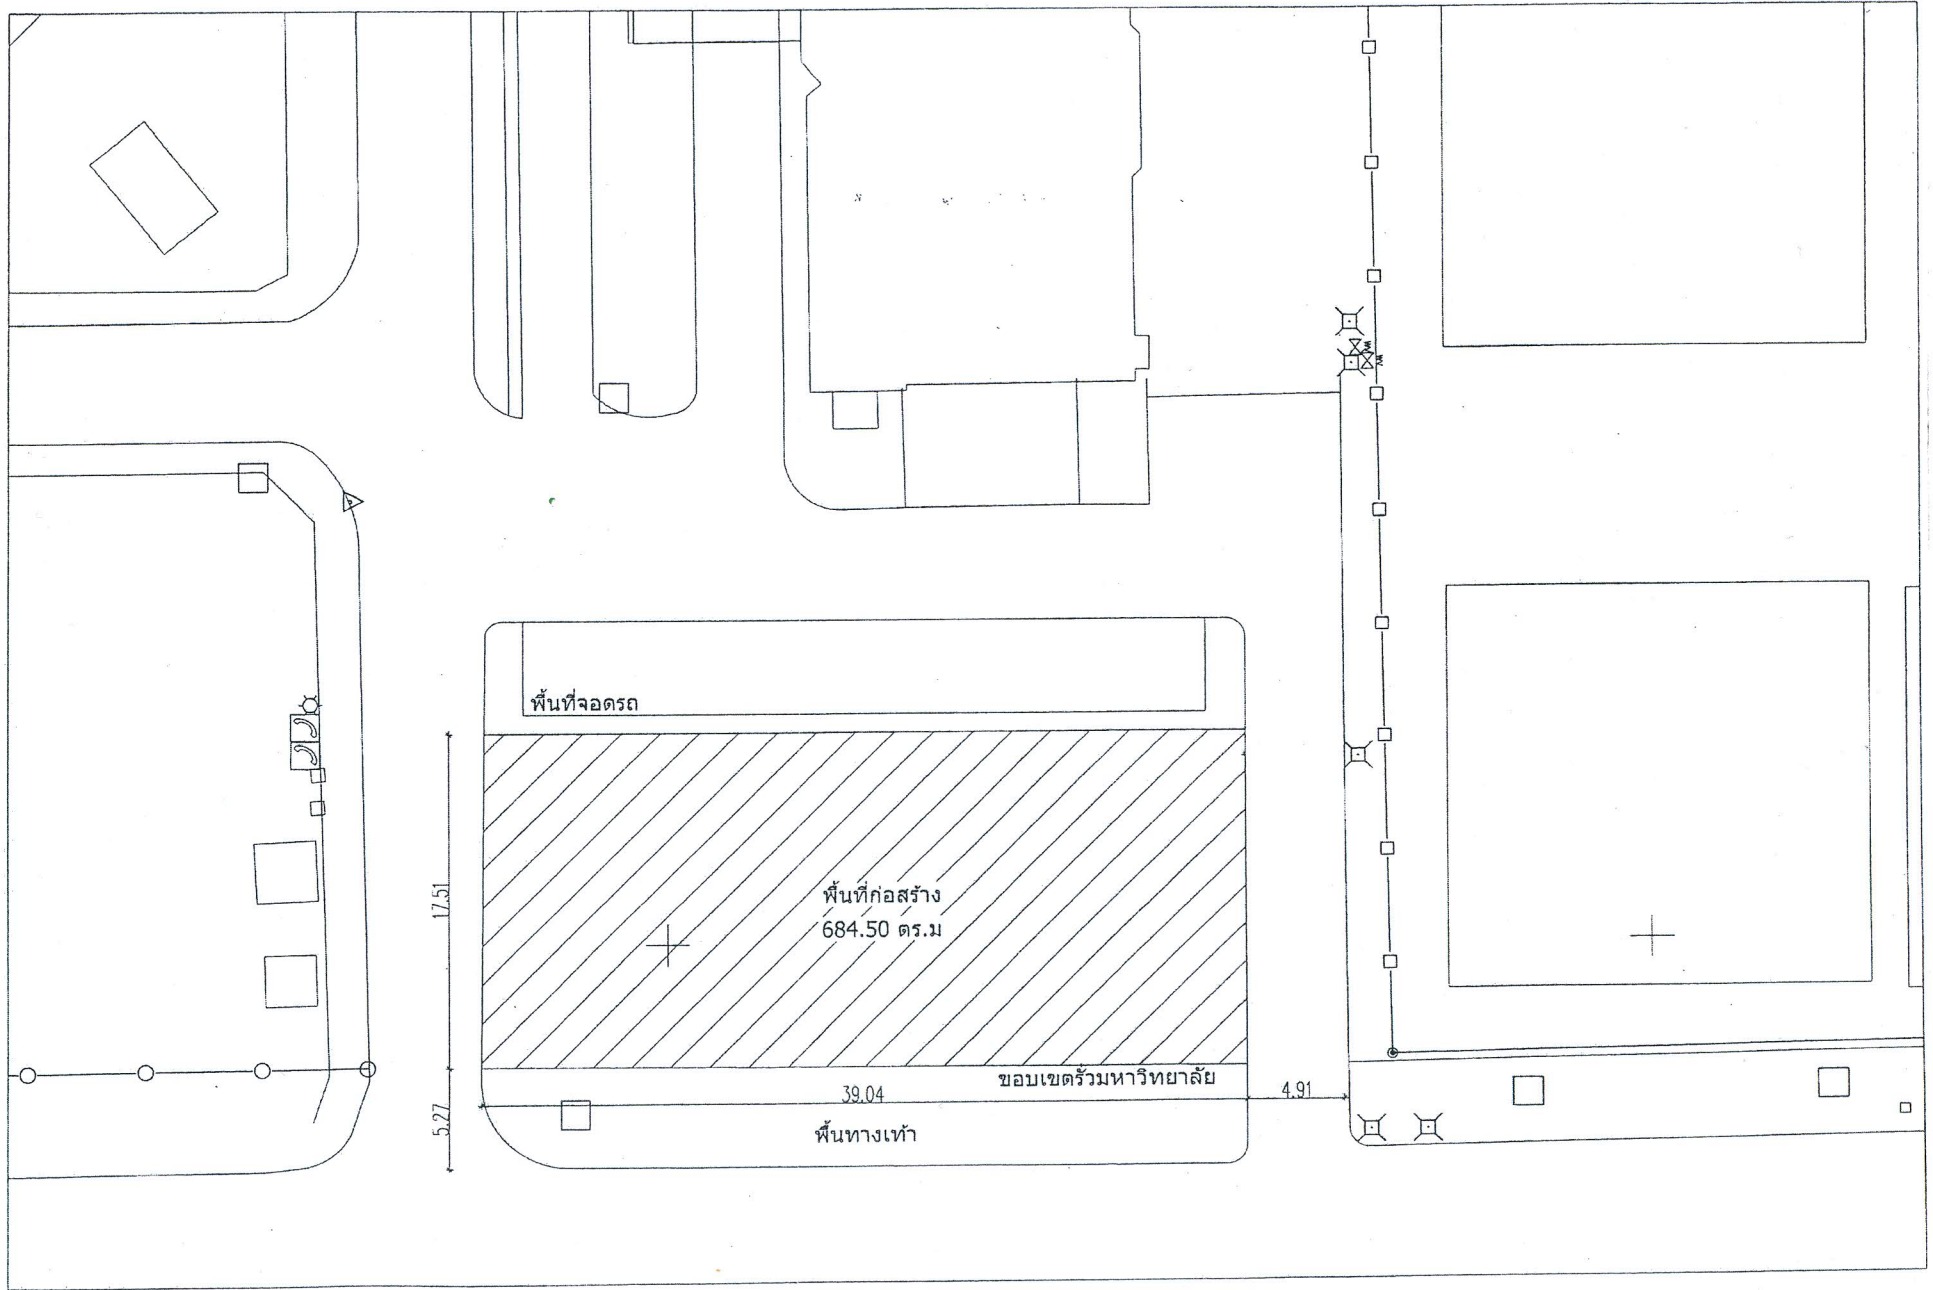 พื้นที่จอดรถ
17.51
พื้นที่ก่อสร้าง
684.50 ตร.ม
ขอบเขตรั้วมหาวิทยาลัย
39.04
4.91
5.27
พื้นทางเท้า